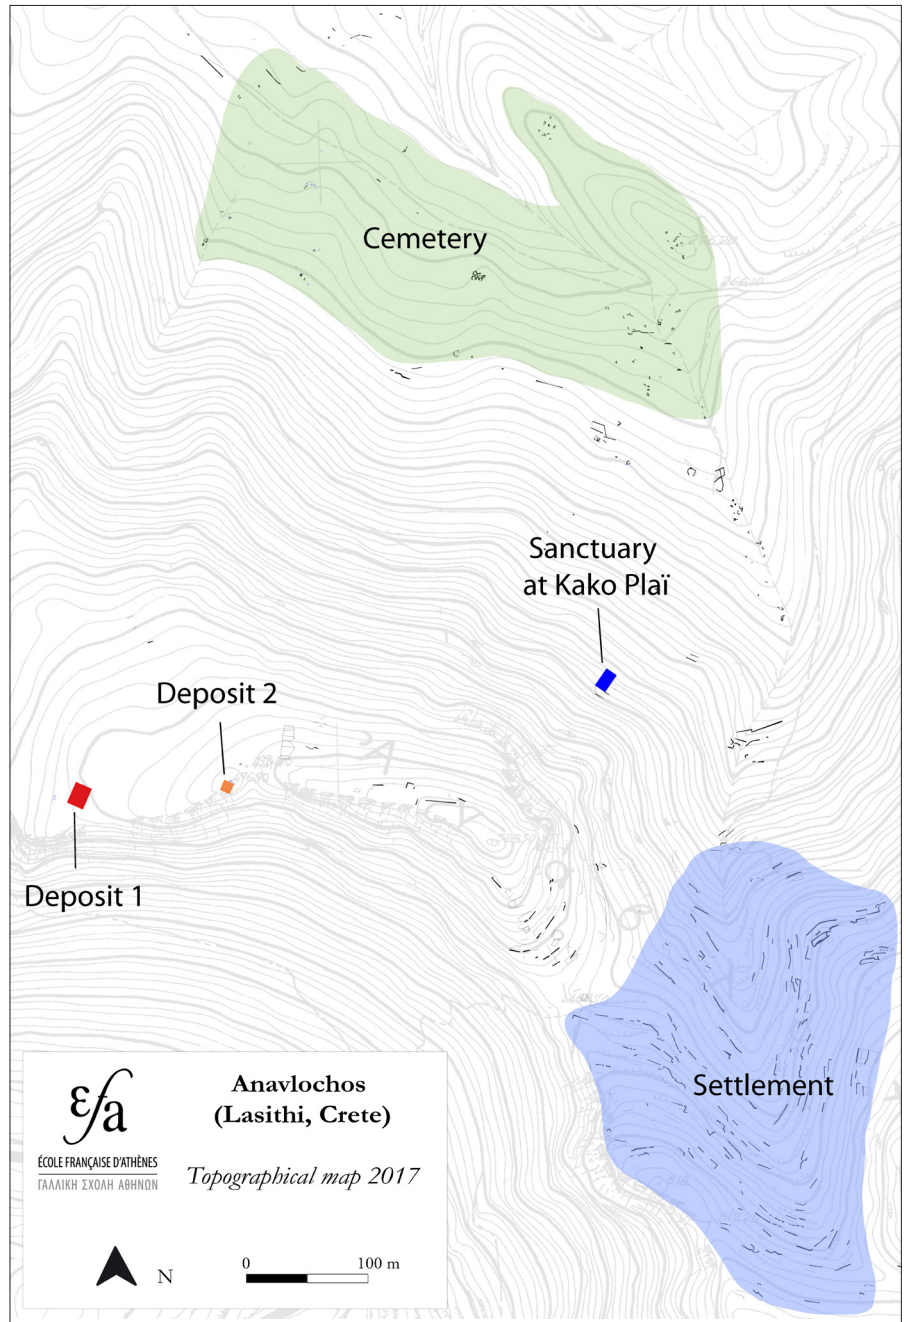 Cemetery
Sanctuary
at Kako Plaï
Deposit 2
Deposit 1
Settlement
εfa
ÉCOLE FRANÇAISE D'ATHÈNES
ΓΑΛΛΙΚΗ ΣΧΟΛΗ ΑΘΗΝΩΝ
Anavlochos
(Lasithi, Crete)
Topographical map 2017
N
0 100 m